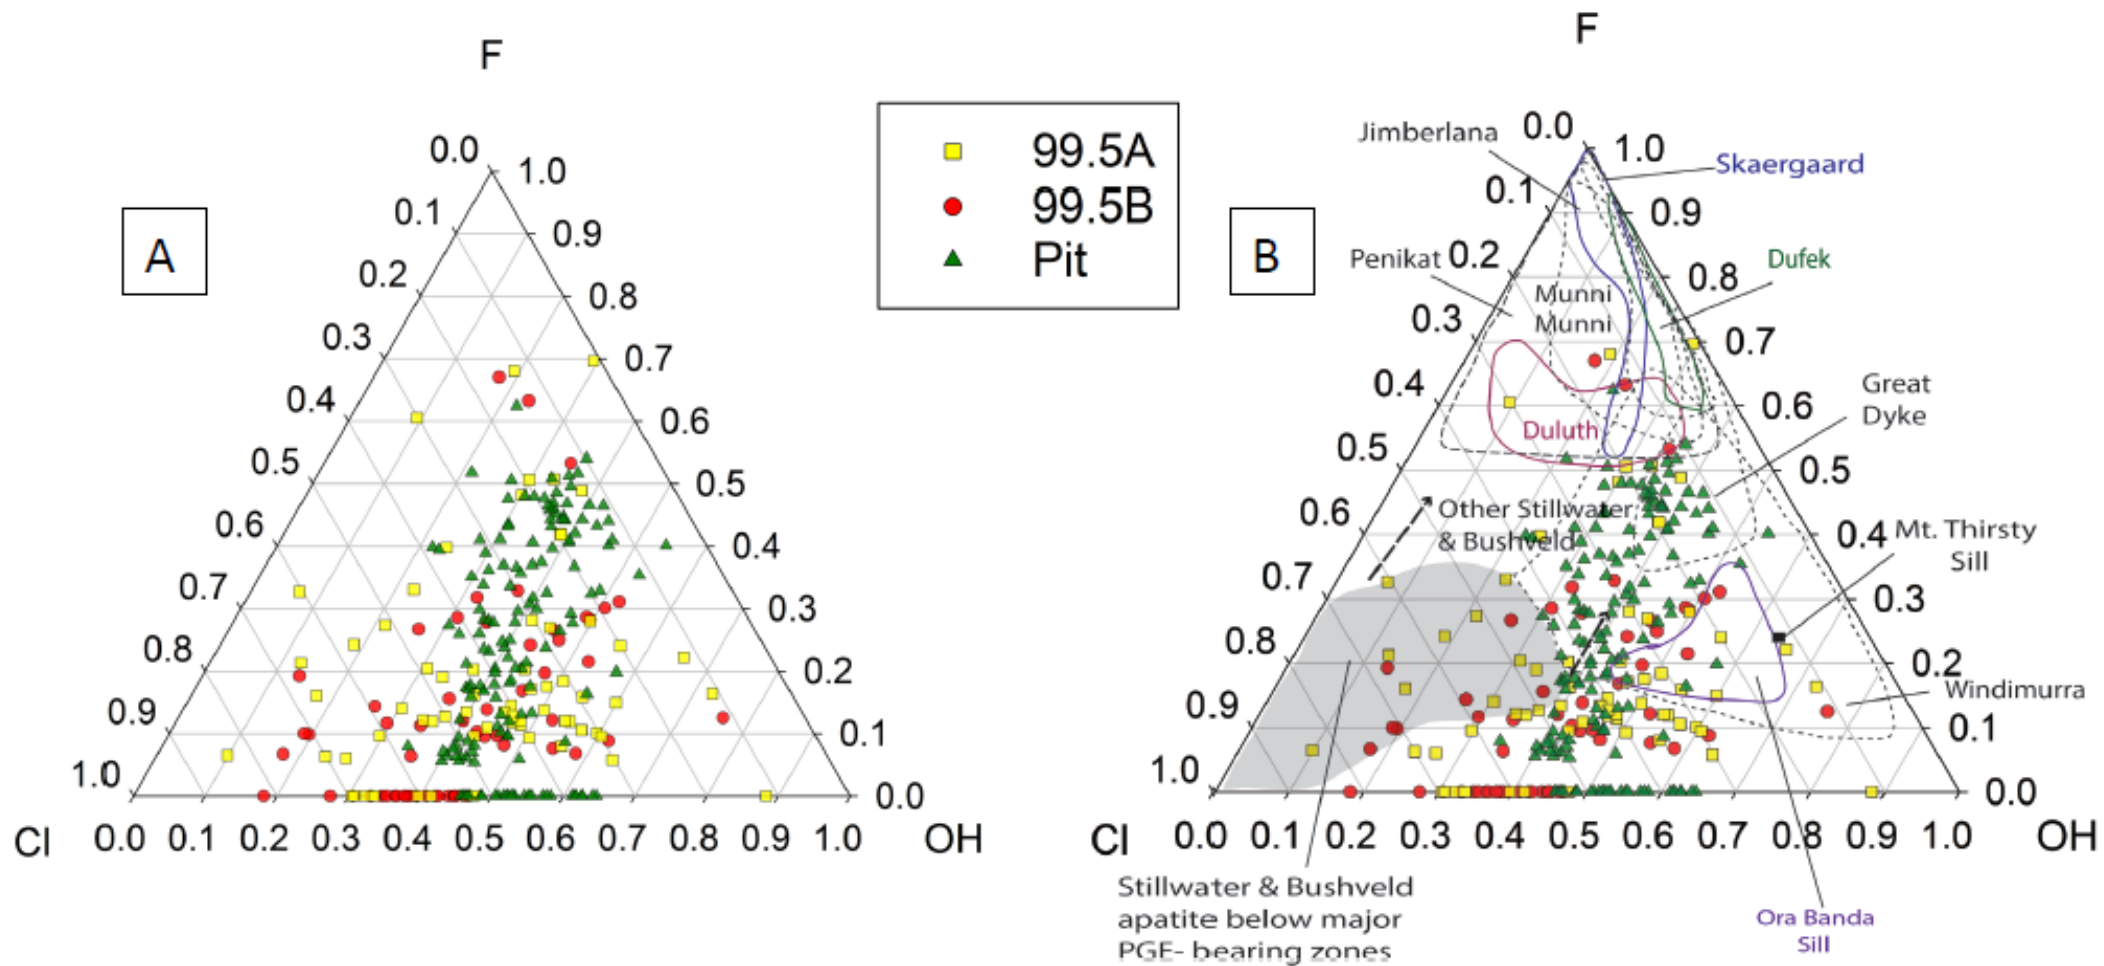 F
0.0
1.0
0.1
0.9
0.2
0.8
0.3
0.7
0.4
0.6
0.5
0.5
0.6
0.4
0.7
0.3
0.8
0.2
0.9
0.1
1.0
0.0
Cl
0.0 0.1 0.2 0.3 0.4 0.5 0.6 0.7 0.8 0.9 1.0
OH
A
99.5A
99.5B
Pit
F
B
Jimberlana
0.0
1.0
Skaergaard
0.1
0.9
Penikat
0.2
0.8
Dufek
Munni
Munni
0.3
0.7
0.4
0.6
Great
Dyke
Duluth
0.5
0.5
0.6
Other Stillwater
& Bushveld
0.4
Mt. Thirsty
Sill
0.7
0.3
0.8
0.2
Windimurra
0.9
0.1
1.0
0.0
Cl
0.0 0.1 0.2 0.3 0.4 0.5 0.6 0.7 0.8 0.9 1.0
OH
Stillwater & Bushveld
apatite below major
PGE- bearing zones
Ora Banda
Sill